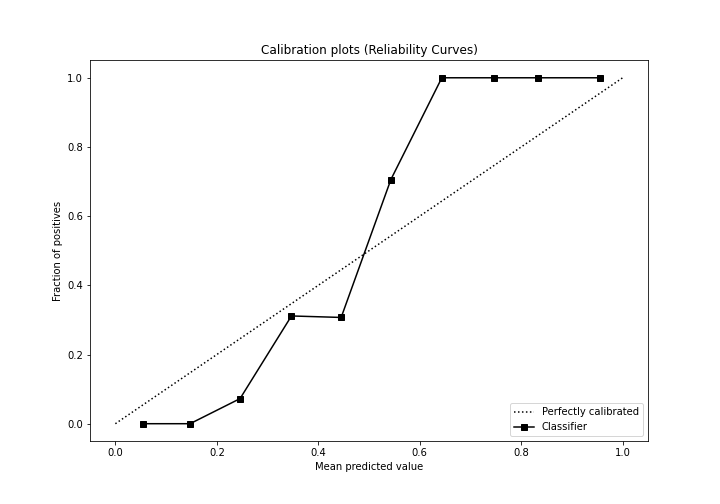 Calibration plots (Reliability Curves)
Fraction of positives
1.0
0.8
0.6
0.4
0.2
0.0
0.0 0.2 0.4 0.6 0.8 1.0
Mean predicted value
Perfectly calibrated
Classifier